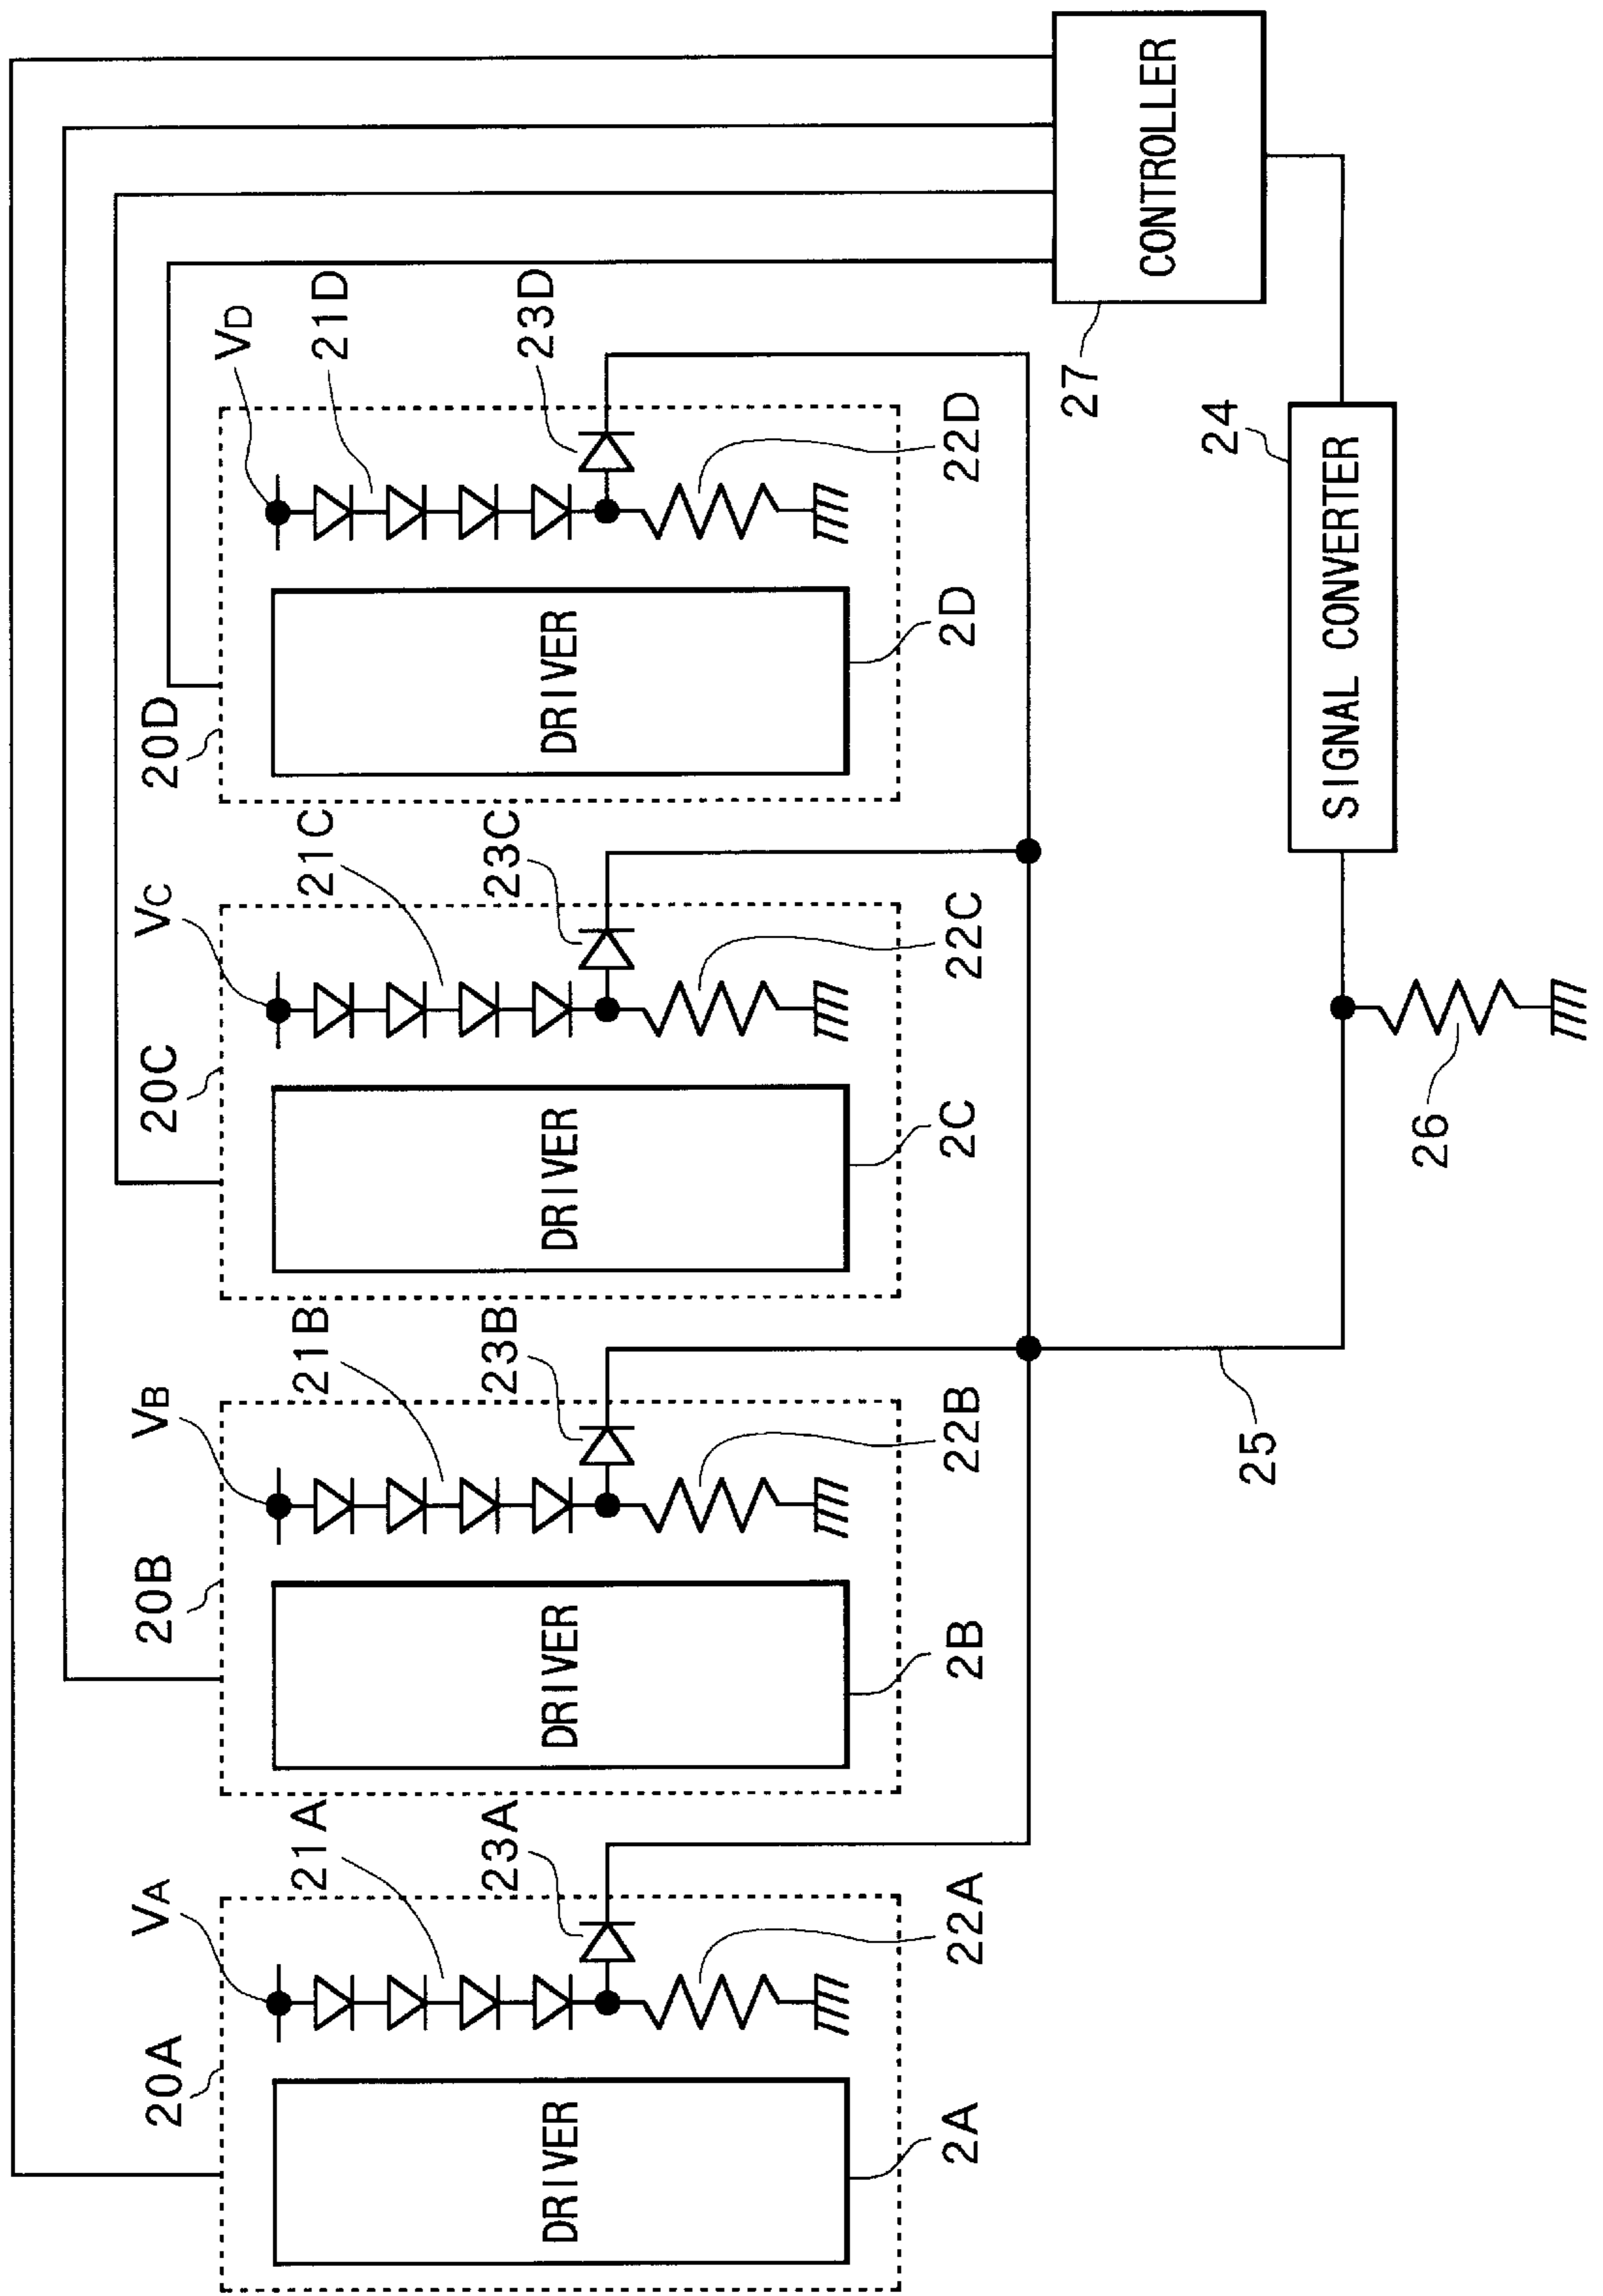 CONTROLLER
27
VD
21D
23D
22D
DRIVER
2D
20D
24
SIGNAL CONVERTER
VC
21C
23C
22C
DRIVER
2C
20C
26
VB
21B
23B
22B
DRIVER
2B
20B
25
VA
21A
23A
22A
DRIVER
2A
20A